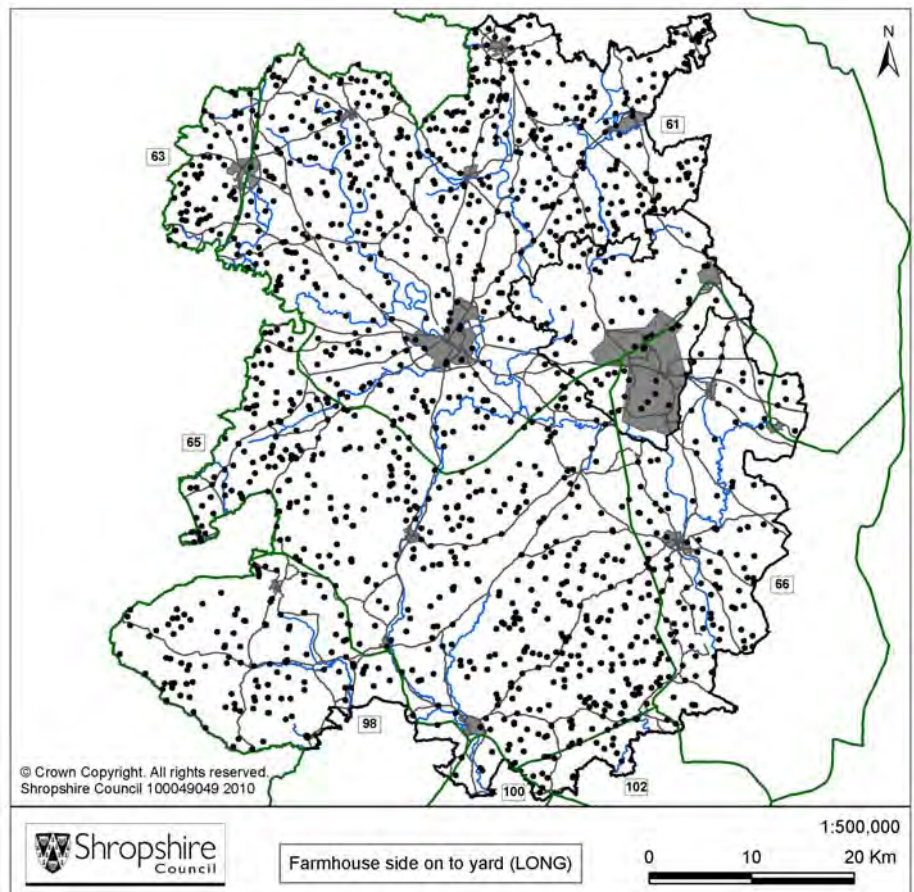 N
61
63
65
66
98
100
102
© Crown Copyright. All rights reserved.
Shropshire Council 100049049 2010
Shropshire
Council
Farmhouse side on to yard (LONG)
1:500,000
0 10 20 Km